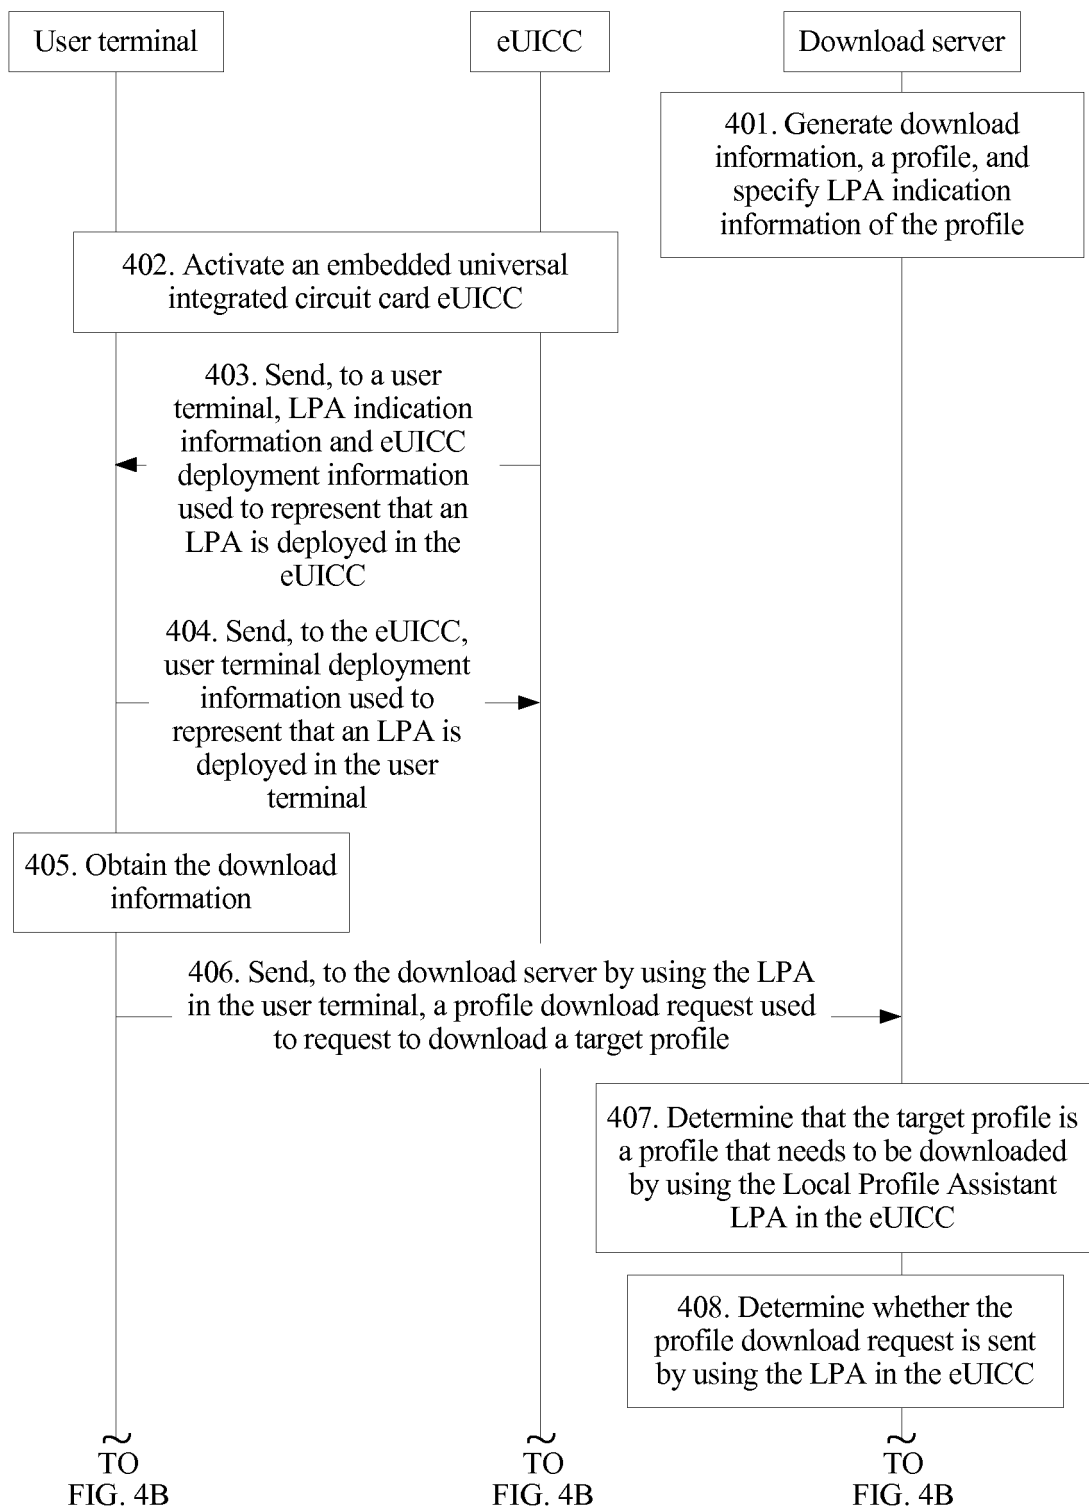 User terminal
eUICC
Download server
401. Generate download
information, a profile, and
specify LPA indication
information of the profile
402. Activate an embedded universal
integrated circuit card eUICC
403. Send, to a user
terminal, LPA indication
information and eUICC
deployment information
used to represent that an
LPA is deployed in the
eUICC
404. Send, to the eUICC,
user terminal deployment
information used to
represent that an LPA is
deployed in the user
terminal
405. Obtain the download
information
406. Send, to the download server by using the LPA
in the user terminal, a profile download request used
to request to download a target profile
407. Determine that the target profile is
a profile that needs to be downloaded
by using the Local Profile Assistant
LPA in the eUICC
408. Determine whether the
profile download request is sent
by using the LPA in the eUICC
TO
FIG. 4B
TO
FIG. 4B
TO
FIG. 4B